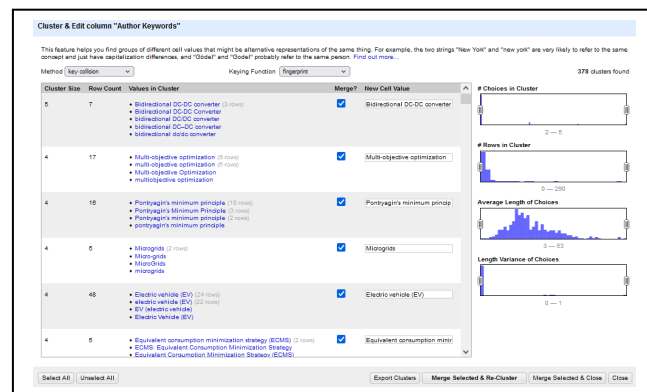 Cluster & Edit column "Author Keywords"
This feature helps you find groups of different cell values that might be alternative representations of the same thing. For example, the two strings "New York" and "new york" are very likely to refer to the same
concept and just have capitalization differences, and "Gödel" and "Godel" probably refer to the same person. Find out more...
Method key collision Keying Function fingerprint 378 clusters found
Cluster Size Row Count Values in Cluster Merge? New Cell Value
5 7 • Bidirectional DC-DC converter (3 rows) Bidirectional DC-DC converter
• Bidirectional DC-DC Converter
• bidirectional DC/DC converter
• bidirectional DC–DC converter
• bidirectional dc/dc converter
4 17 • Multi-objective optimization (9 rows) Multi-objective optimization
• multi-objective optimization (6 rows)
• Multi-objective Optimization
• multiobjective optimization
4 16 • Pontryagin's minimum principle (10 rows) Pontryagin's minimum princip
• Pontryagin's Minimum Principle (3 rows)
• Pontryagin's minimum principle (2 rows)
• pontryagin's minimum principle
4 5 • Microgrids (2 rows) Microgrids
• Micro-grids
• MicroGrids
• microgrids
4 48 • Electric vehicle (EV) (24 rows) Electric vehicle (EV)
• electric vehicle (EV) (22 rows)
• EV (electric vehicle)
• Electric Vehicle (EV)
4 5 • Equivalent consumption minimization strategy (ECMS) (2 rows) Equivalent consumption minir
• ECMS: Equivalent Consumption Minimization Strategy
• Equivalent Consumption Minimization Strategy (ECMS)
# Choices in Cluster
2 — 5
# Rows in Cluster
0 — 290
Average Length of Choices
3 — 53
Length Variance of Choices
0 — 1
Select All Unselect All Export Clusters Merge Selected & Re-Cluster Merge Selected & Close Close